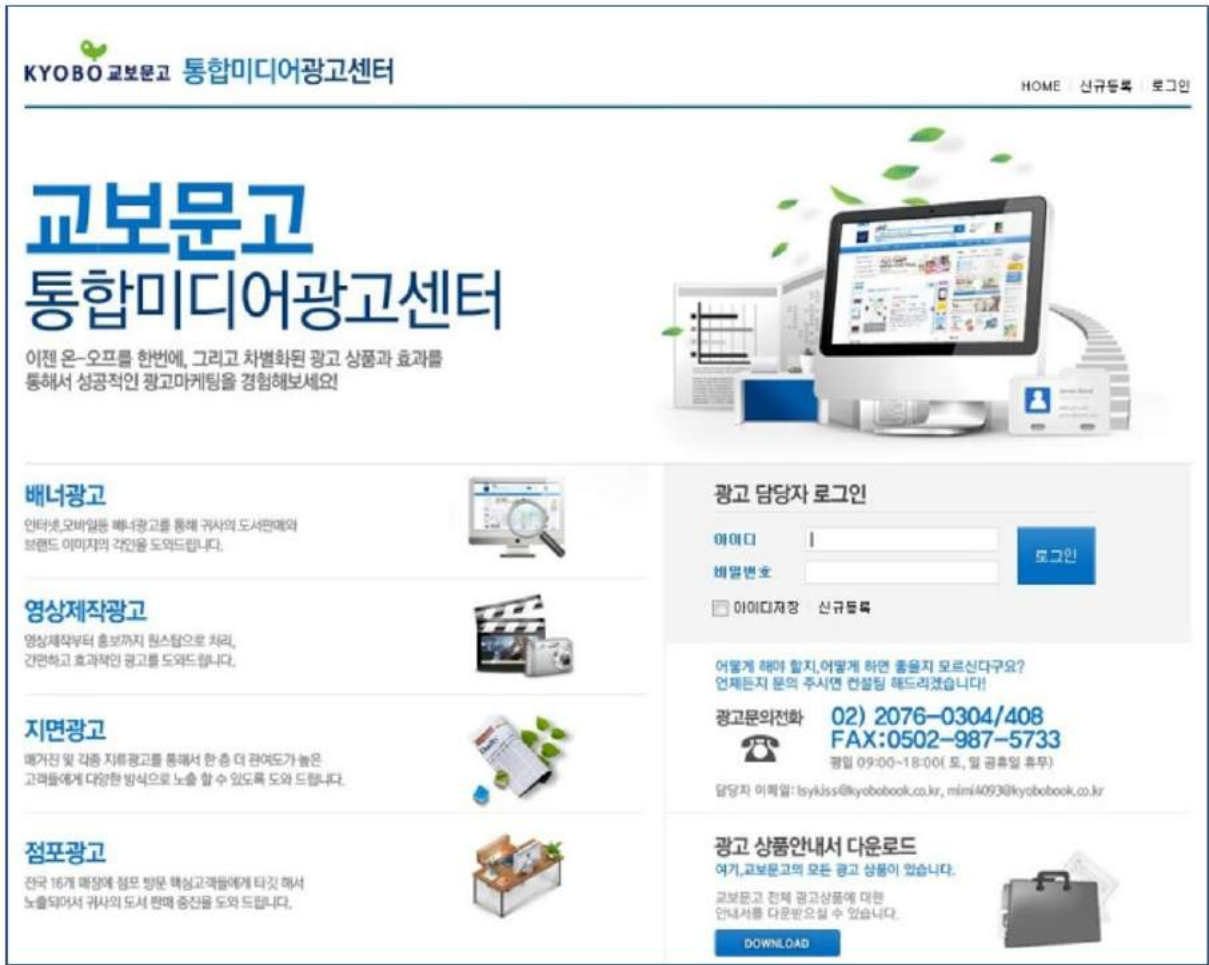 KYOBO 교보문고 통합미디어광고센터
HOME 신규등록 로그인
교보문고
통합미디어광고센터
이젠 온-오프를 한번에, 그리고 차별화된 광고 상품과 효과를
통해서 성공적인 광고마케팅을 경험해보세요!
배너광고
인터넷,모바일등 배너광고를 통해 귀사의 도서판매와
브랜드 이미지의 각인을 도와드립니다.
영상제작광고
영상제작부터 홍보까지 원스탑으로 처리,
간편하고 효과적인 광고를 도와드립니다.
지면광고
매거진 및 각종 지류광고를 통해서 한 층 더 관여도가 높은
고객들에게 다양한 방식으로 노출 할 수 있도록 도와 드립니다.
점포광고
전국 16개 매장에 점포 방문 핵심고객들에게 타깃 해서
노출되어서 귀사의 도서 판매 증진을 도와 드립니다.
광고 담당자 로그인
아이디
비밀번호
로그인
아이디저장 신규등록
어떻게 해야 할지,어떻게 하면 좋을지 모르신다구요?
언제든지 문의 주시면 컨설팅 해드리겠습니다!
광고문의전화 02) 2076-0304/408
FAX:0502-987-5733
평일 09:00~18:00( 토, 일 공휴일 휴무)
담당자 이메일: lsykiss@kyobobook.co.kr, mimi4093@kyobobook.co.kr
광고 상품안내서 다운로드
여기,교보문고의 모든 광고 상품이 있습니다.
교보문고 전체 광고상품에 대한
안내서를 다운받으실 수 있습니다.
DOWNLOAD